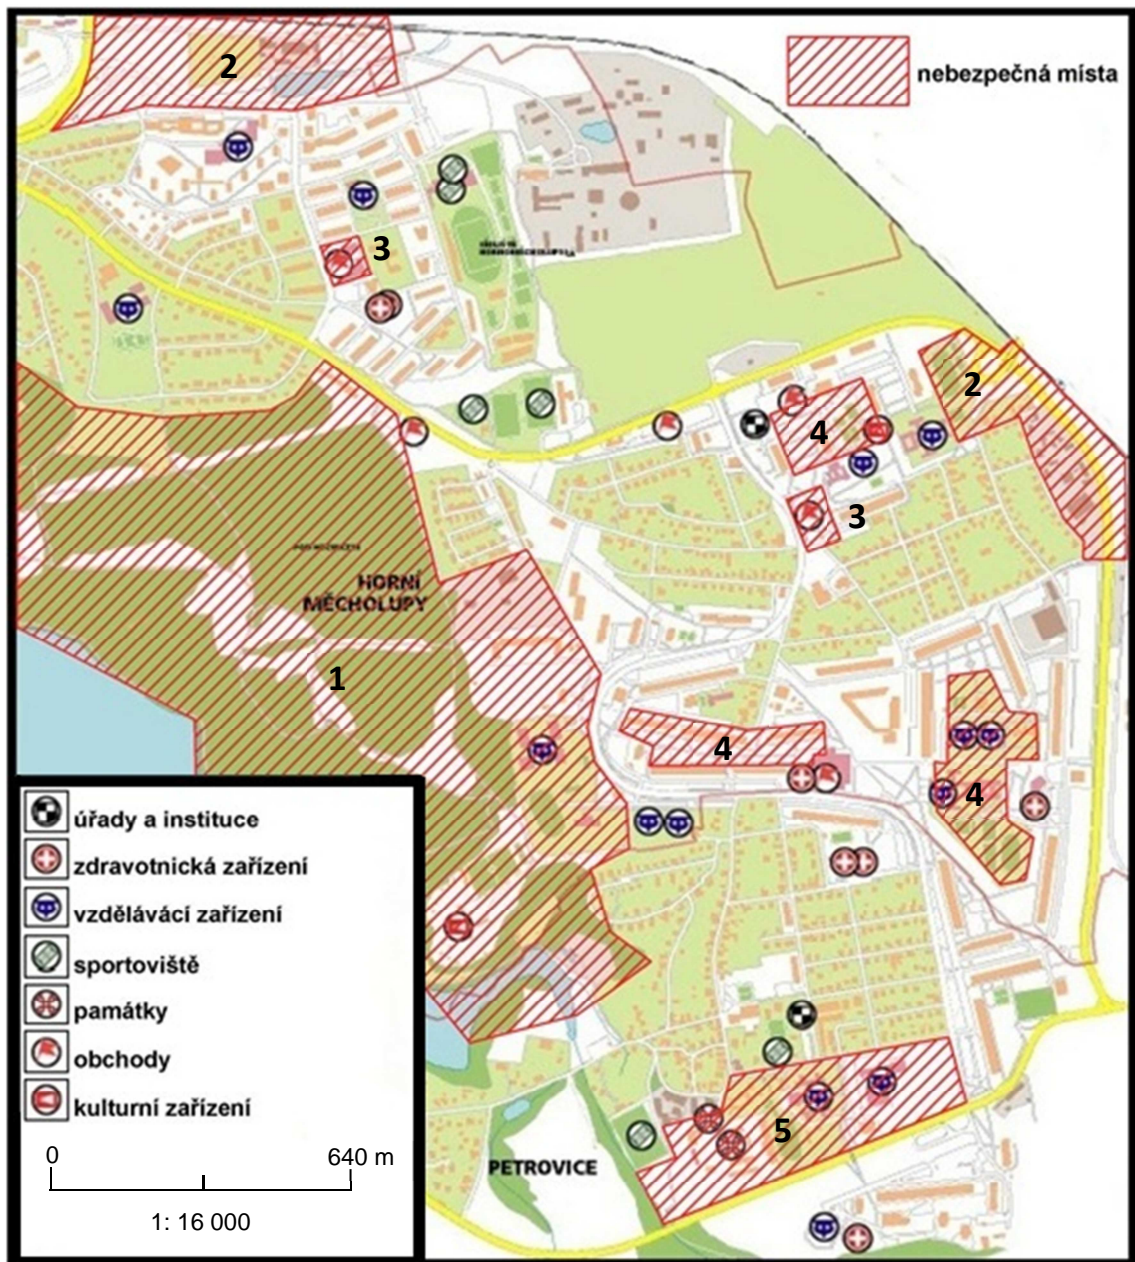 2
nebezpečná místa
3
2
4
3
HORNÍ
MĚCHOLUPY
1
4
4
úřady a instituce
zdravotnická zařízení
vzdělávácí zařízení
sportoviště
památky
obchody
kulturní zařízení
0 640 m
1: 16 000
5
PETROVICE